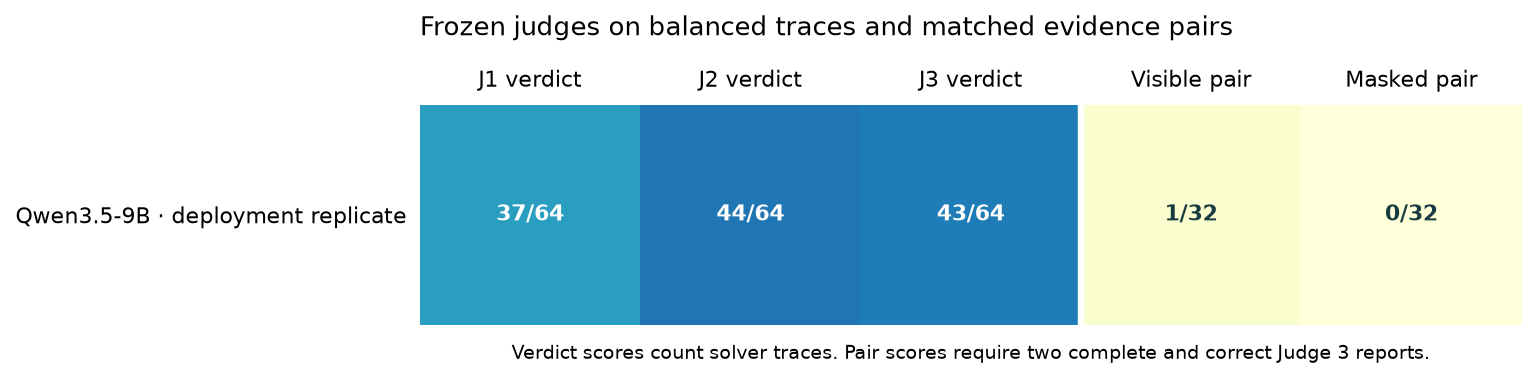 Frozen judges on balanced traces and matched evidence pairs
J1 verdict J2 verdict J3 verdict Visible pair Masked pair
Qwen3.5-9B · deployment replicate 37/64 44/64 43/64 1/32 0/32
Verdict scores count solver traces. Pair scores require two complete and correct Judge 3 reports.